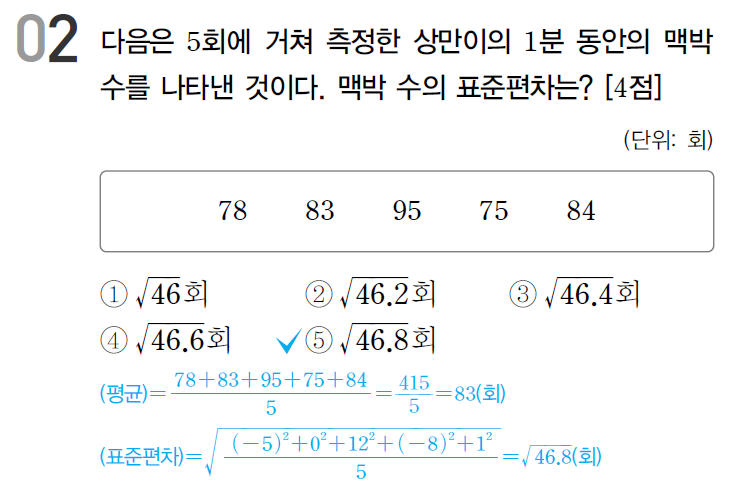 02 다음은 5회에 거쳐 측정한 상만이의 1분 동안의 맥박
수를 나타낸 것이다. 맥박 수의 표준편차는? [4점]
(단위: 회)
78 83 95 75 84
① √46회 ② √46.2회 ③ √46.4회
④ √46.6회 ⑤ √46.8회
(평균)=(78+83+95+75+84)/5=415/5=83(회)
(표준편차)=√(((-5)²+0²+12²+(-8)²+1²)/5)=√46.8(회)